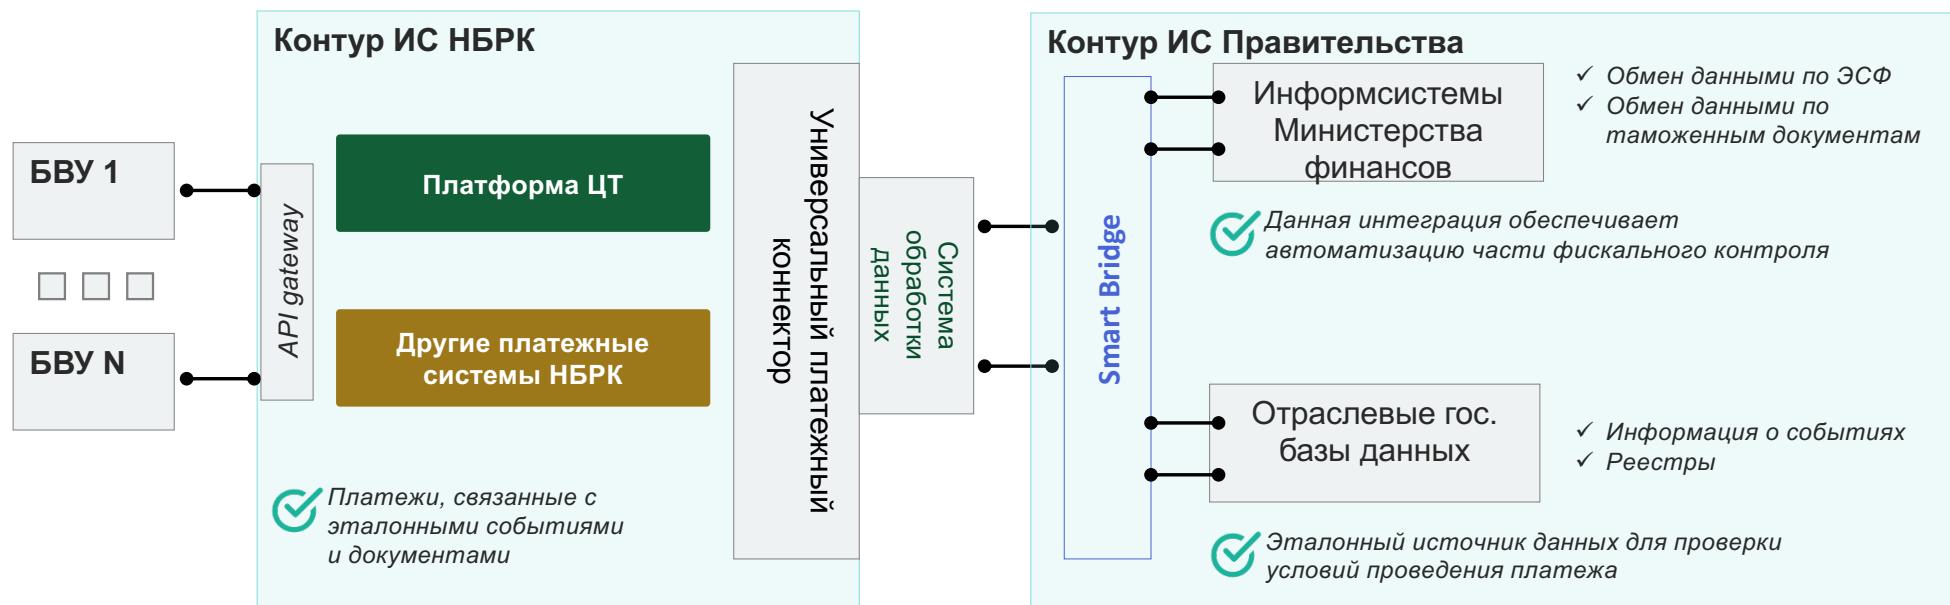 БВУ 1
БВУ N
Контур ИС НБРК
API gateway
Платформа ЦТ
Другие платежные
системы НБРК
Платежи, связанные с
эталонными событиями
и документами
Универсальный платежный
коннектор
Система
обработки
данных
Контур ИС Правительства
Smart Bridge
Информсистемы
Министерства
финансов
✓ Обмен данными по ЭСФ
✓ Обмен данными по
таможенным документам
Данная интеграция обеспечивает
автоматизацию части фискального контроля
Отраслевые гос.
базы данных
✓ Информация о событиях
✓ Реестры
Эталонный источник данных для проверки
условий проведения платежа